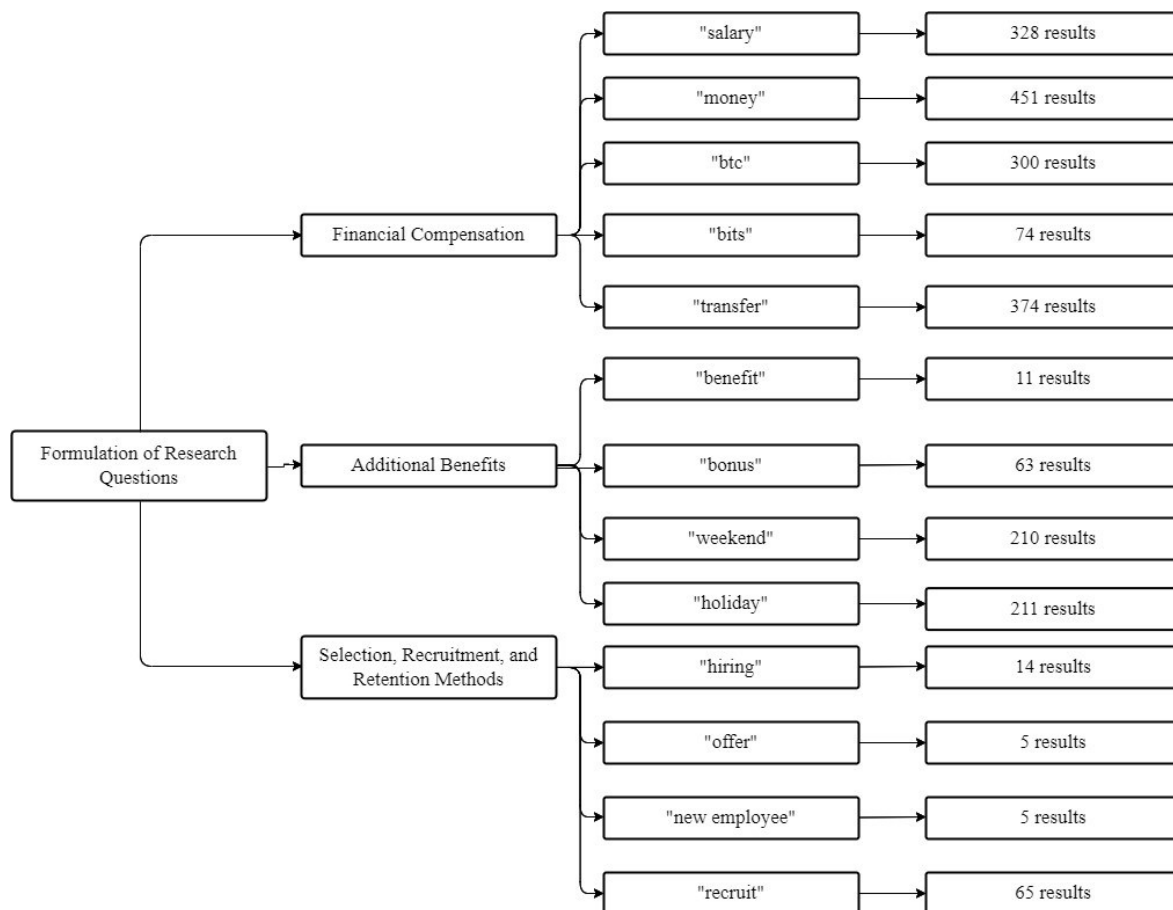 "salary"
328 results
"money"
451 results
"btc"
300 results
Financial Compensation
"bits"
74 results
"transfer"
374 results
"benefit"
11 results
Formulation of Research
Questions
Additional Benefits
"bonus"
63 results
"weekend"
210 results
"holiday"
211 results
Selection, Recruitment, and
Retention Methods
"hiring"
14 results
"offer"
5 results
"new employee"
5 results
"recruit"
65 results